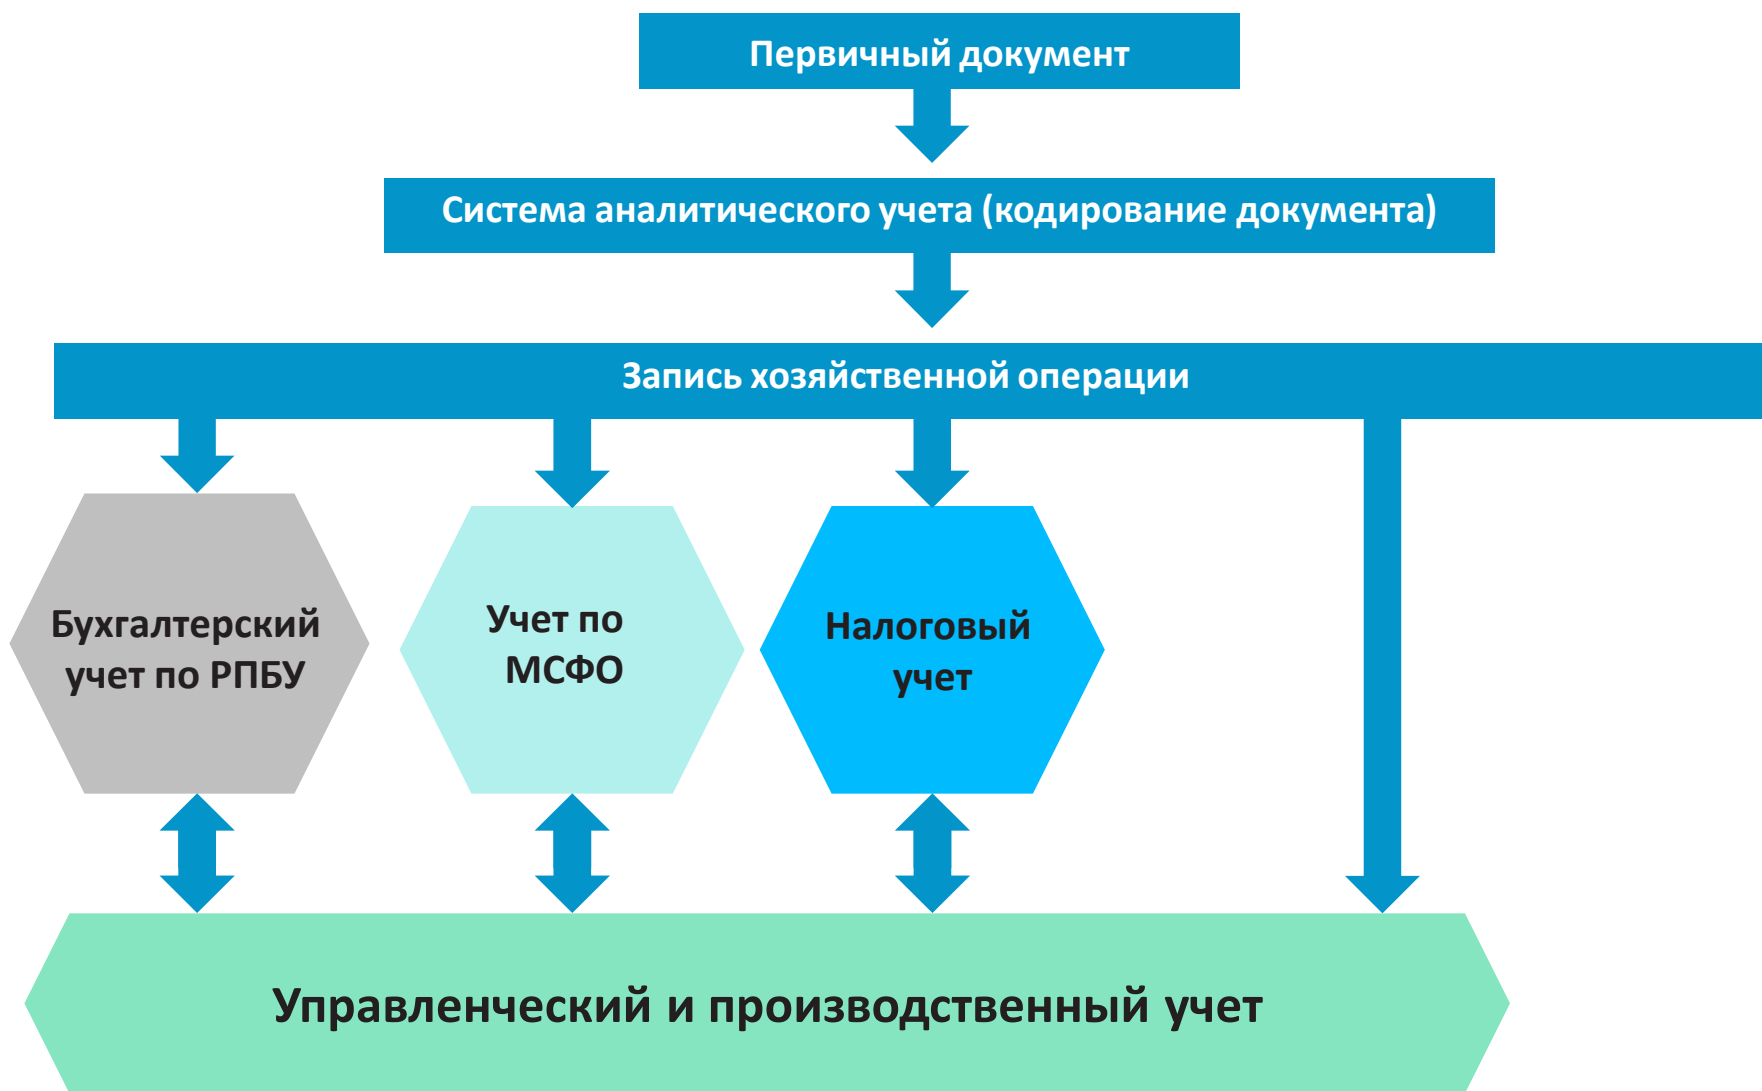 Первичный документ
Система аналитического учета (кодирование документа)
Запись хозяйственной операции
Бухгалтерский
учет по РПБУ
Учет по
МСФО
Налоговый
учет
Управленческий и производственный учет